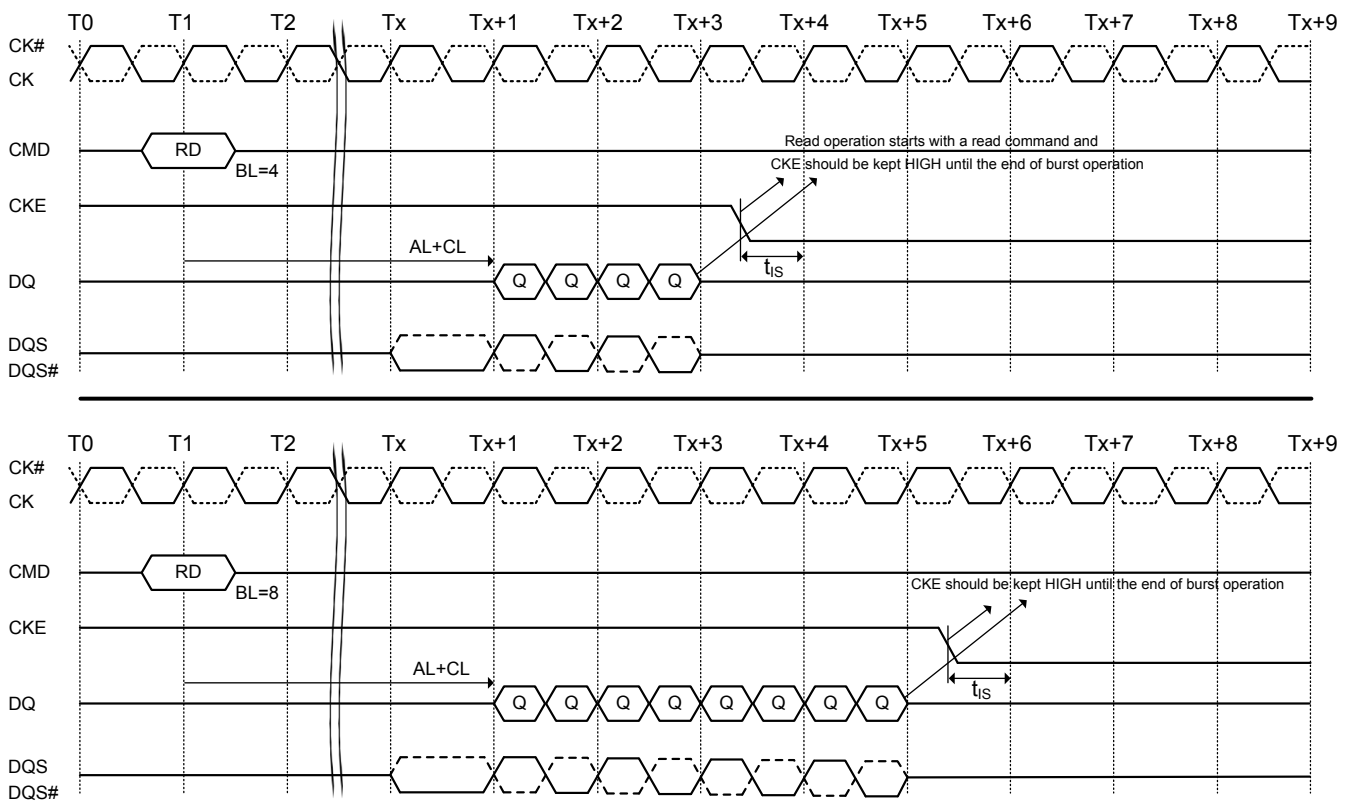 T0 T1 T2 Tx Tx+1 Tx+2 Tx+3 Tx+4 Tx+5 Tx+6 Tx+7 Tx+8 Tx+9
CK#
CK
CMD RD BL=4
Read operation starts with a read command and
CKE should be kept HIGH until the end of burst operation
CKE
AL+CL
tIS
DQ Q Q Q Q
DQS
DQS#
T0 T1 T2 Tx Tx+1 Tx+2 Tx+3 Tx+4 Tx+5 Tx+6 Tx+7 Tx+8 Tx+9
CK#
CK
CMD RD BL=8
CKE should be kept HIGH until the end of burst operation
CKE
AL+CL
tIS
DQ Q Q Q Q Q Q Q Q
DQS
DQS#